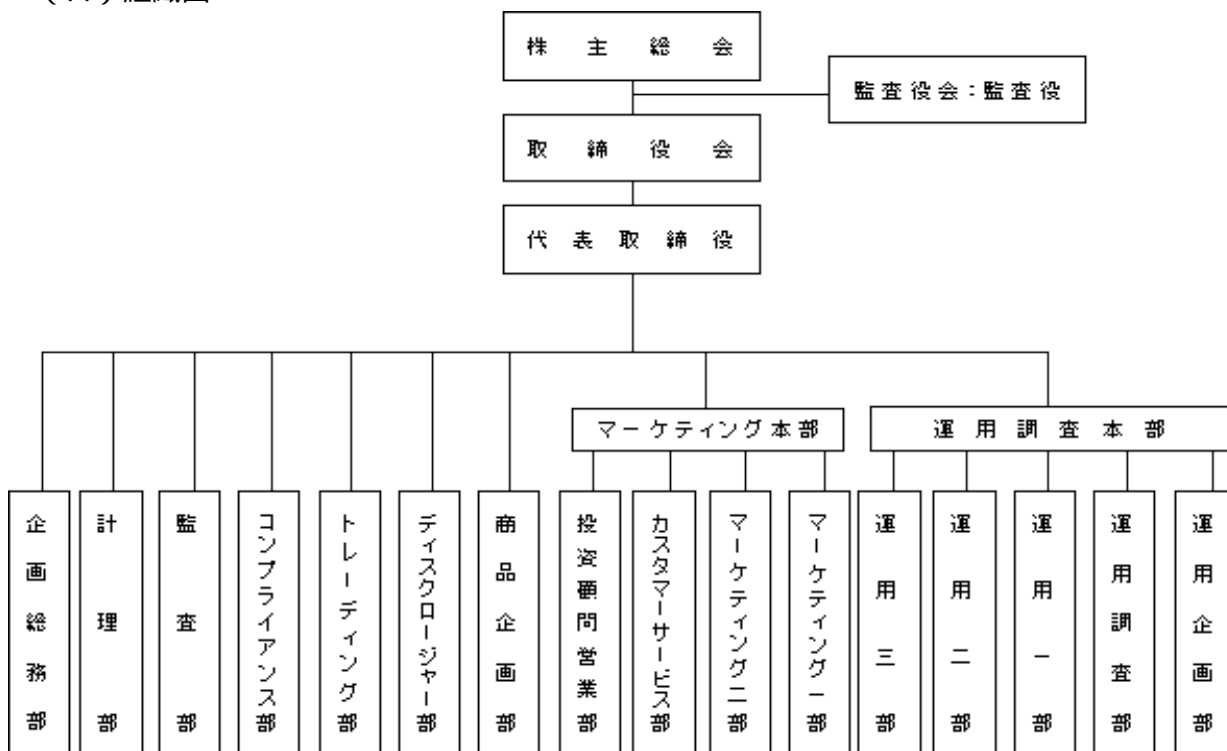 株主総会
監査役会：監査役
取締役会
代表取締役
マーケティング本部
運用調査本部
企画総務部
計理部
監査部
コンプライアンス部
トレーディング部
ディスクロージャー部
商品企画部
投資顧問営業部
カスタマーサービス部
マーケティング二部
マーケティング一部
運用三部
運用二部
運用一部
運用調査部
運用企画部